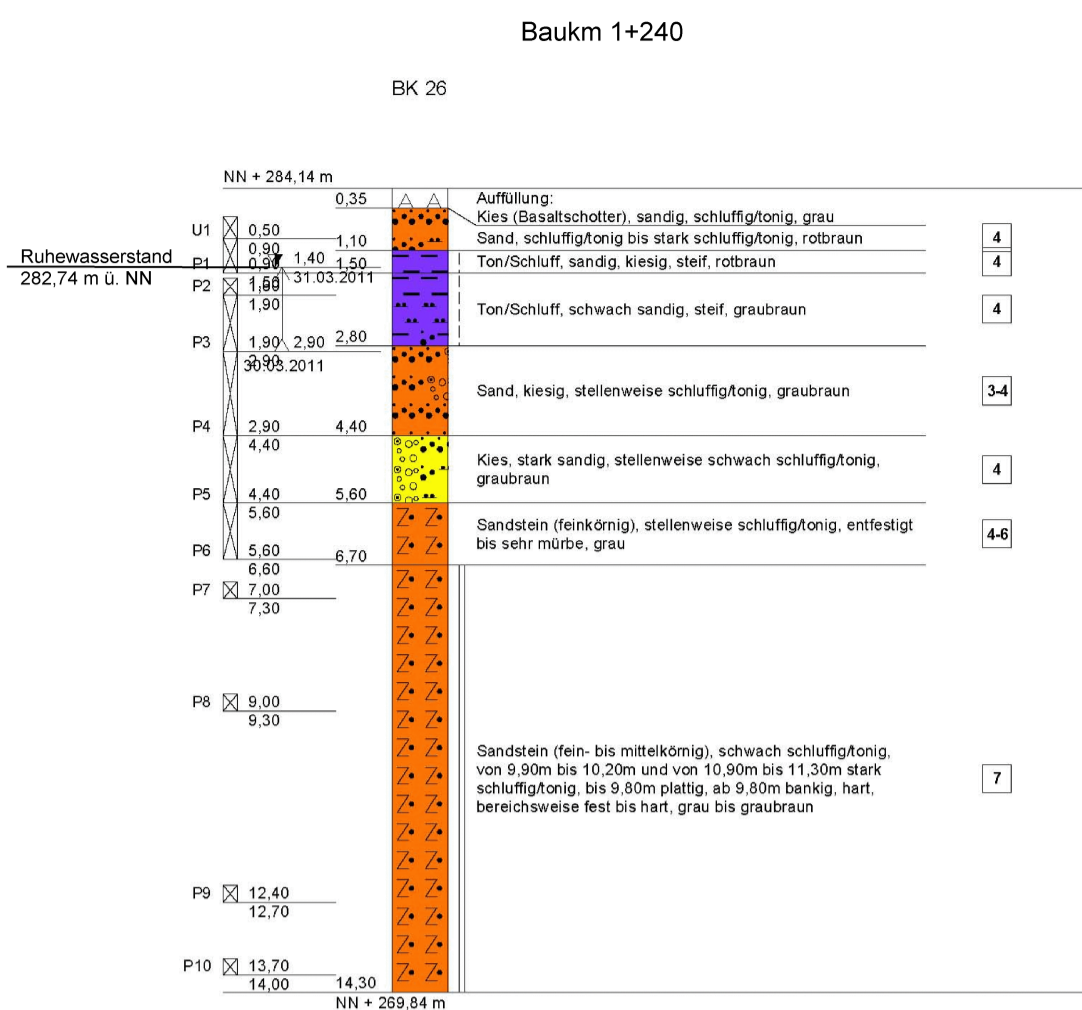 Baukm 1+240
BK 26
NN + 284,14 m
0,35
Auffüllung:
Kies (Basaltschotter), sandig, schluffig/tonig, grau
U1 0,50
0,90
1,10
Sand, schluffig/tonig bis stark schluffig/tonig, rotbraun
4
Ruhewasserstand
282,74 m ü. NN
P1 0,90
1,50
1,40
31.03.2011
1,50
Ton/Schluff, sandig, kiesig, steif, rotbraun
4
P2 1,60
1,90
Ton/Schluff, schwach sandig, steif, graubraun
4
P3 1,90
2,90
2,90
30.03.2011
2,80
Sand, kiesig, stellenweise schluffig/tonig, graubraun
3-4
P4 2,90
4,40
4,40
Kies, stark sandig, stellenweise schwach schluffig/tonig,
graubraun
4
P5 4,40
5,60
5,60
Sandstein (feinkörnig), stellenweise schluffig/tonig, entfestigt
bis sehr mürbe, grau
4-6
P6 5,60
6,60
6,70
P7 7,00
7,30
P8 9,00
9,30
Sandstein (fein- bis mittelkörnig), schwach schluffig/tonig,
von 9,90m bis 10,20m und von 10,90m bis 11,30m stark
schluffig/tonig, bis 9,80m plattig, ab 9,80m bankig, hart,
bereichsweise fest bis hart, grau bis graubraun
7
P9 12,40
12,70
P10 13,70
14,00
14,30
NN + 269,84 m